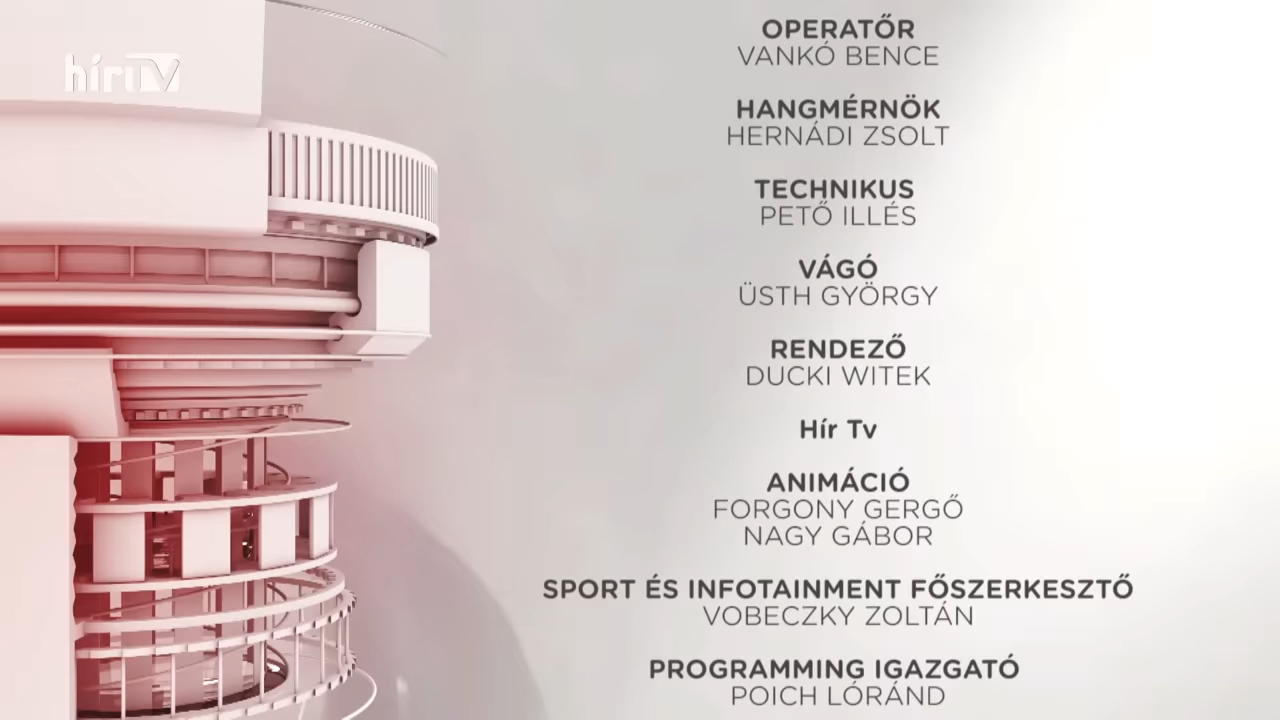 hírTV
OPERATŐR
VANKÓ BENCE
HANGMÉRNÖK
HERNÁDI ZSOLT
TECHNIKUS
PETŐ ILLÉS
VÁGÓ
ÜSTH GYÖRGY
RENDEZŐ
DUCKI WITEK
Hír Tv
ANIMÁCIÓ
FORGONY GERGŐ
NAGY GÁBOR
SPORT ÉS INFOTAINMENT FŐSZERKESZTŐ
VOBECZKY ZOLTÁN
PROGRAMMING IGAZGATÓ
POICH LÓRÁND